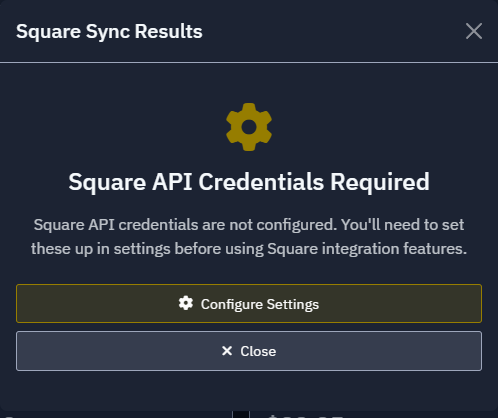 Square Sync Results
Square API Credentials Required
Square API credentials are not configured. You'll need to set
these up in settings before using Square integration features.
Configure Settings
Close